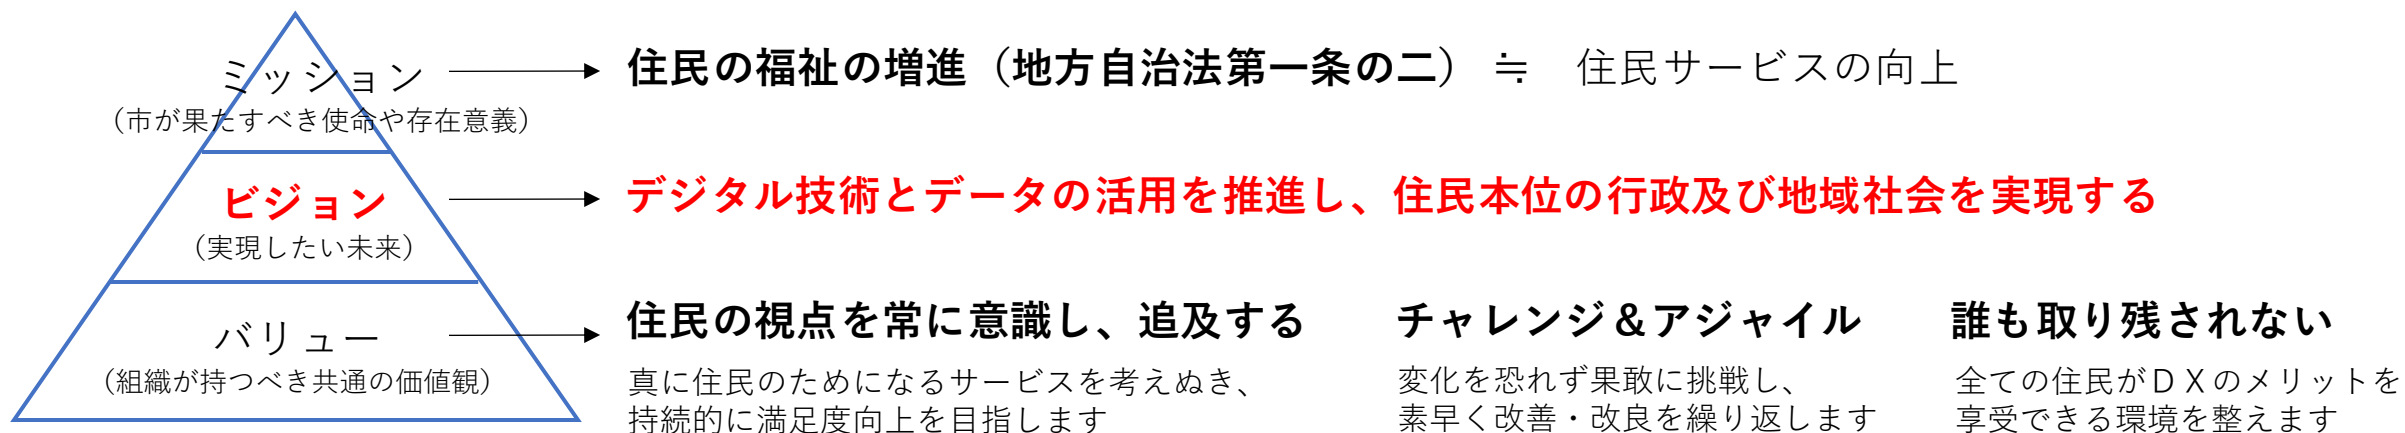 ミッション
（市が果たすべき使命や存在意義）
住民の福祉の増進（地方自治法第一条の二）≒　住民サービスの向上
ビジョン
（実現したい未来）
デジタル技術とデータの活用を推進し、住民本位の行政及び地域社会を実現する
バリュー
（組織が持つべき共通の価値観）
住民の視点を常に意識し、追及する
真に住民のためになるサービスを考えぬき、
持続的に満足度向上を目指します
チャレンジ＆アジャイル
変化を恐れず果敢に挑戦し、
素早く改善・改良を繰り返します
誰も取り残されない
全ての住民がＤＸのメリットを
享受できる環境を整えます